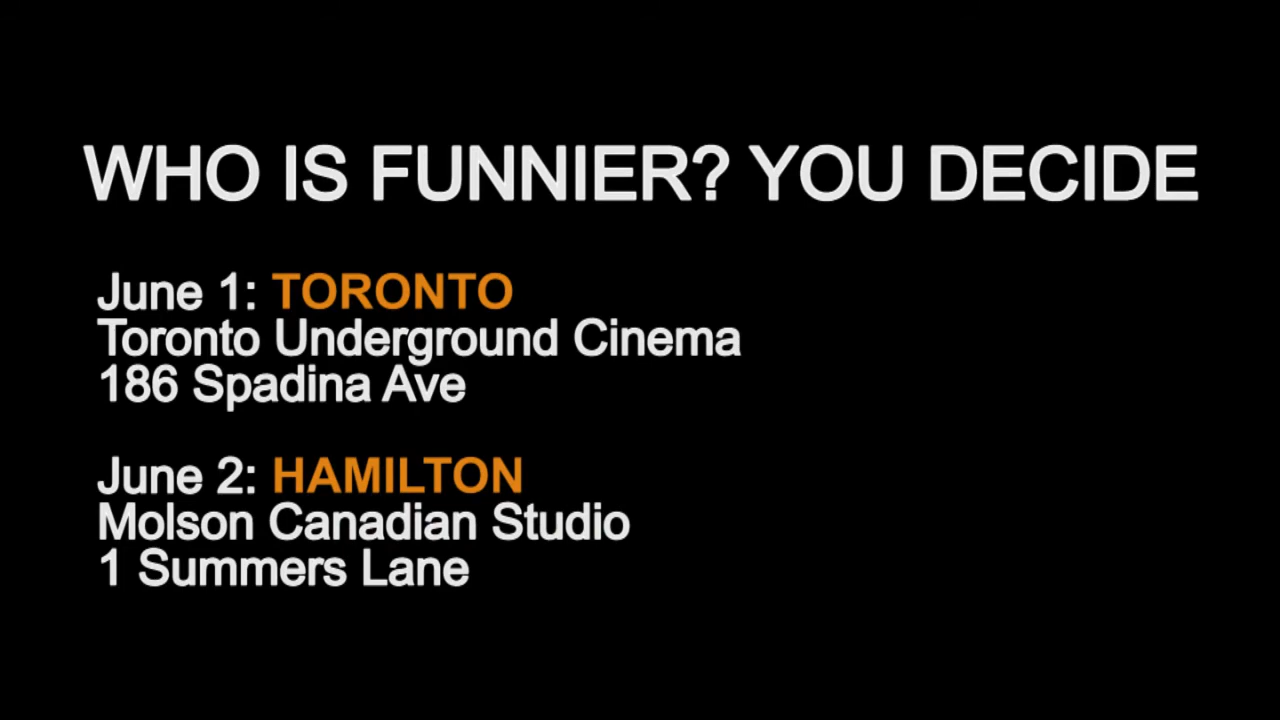 WHO IS FUNNIER? YOU DECIDE
June 1: TORONTO
Toronto Underground Cinema
186 Spadina Ave
June 2: HAMILTON
Molson Canadian Studio
1 Summers Lane